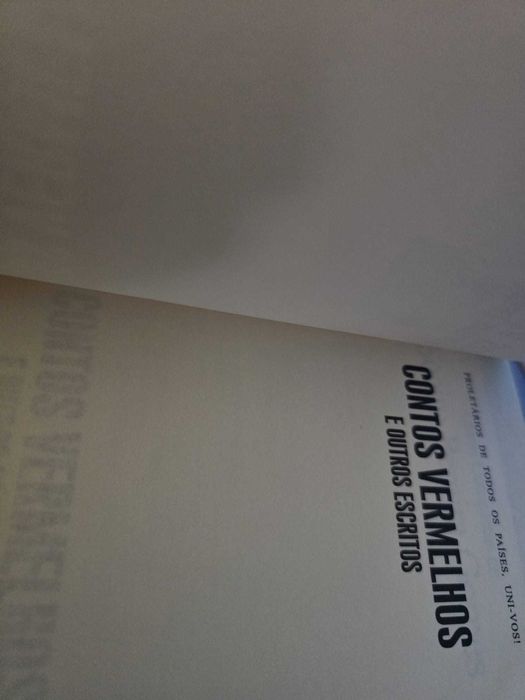 PROLETÁRIOS DE TODOS OS PAÍSES, UNI-VOS!
CONTOS VERMELHOS
E OUTROS ESCRITOS